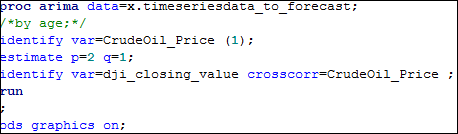 proc arima data=x.timeseriesdata_to_forecast;
/*by age;*/
identify var=CrudeOil_Price (1);
estimate p=2 q=1;
identify var=dji_closing_value crosscorr=CrudeOil_Price ;
run
;
ods graphics on;